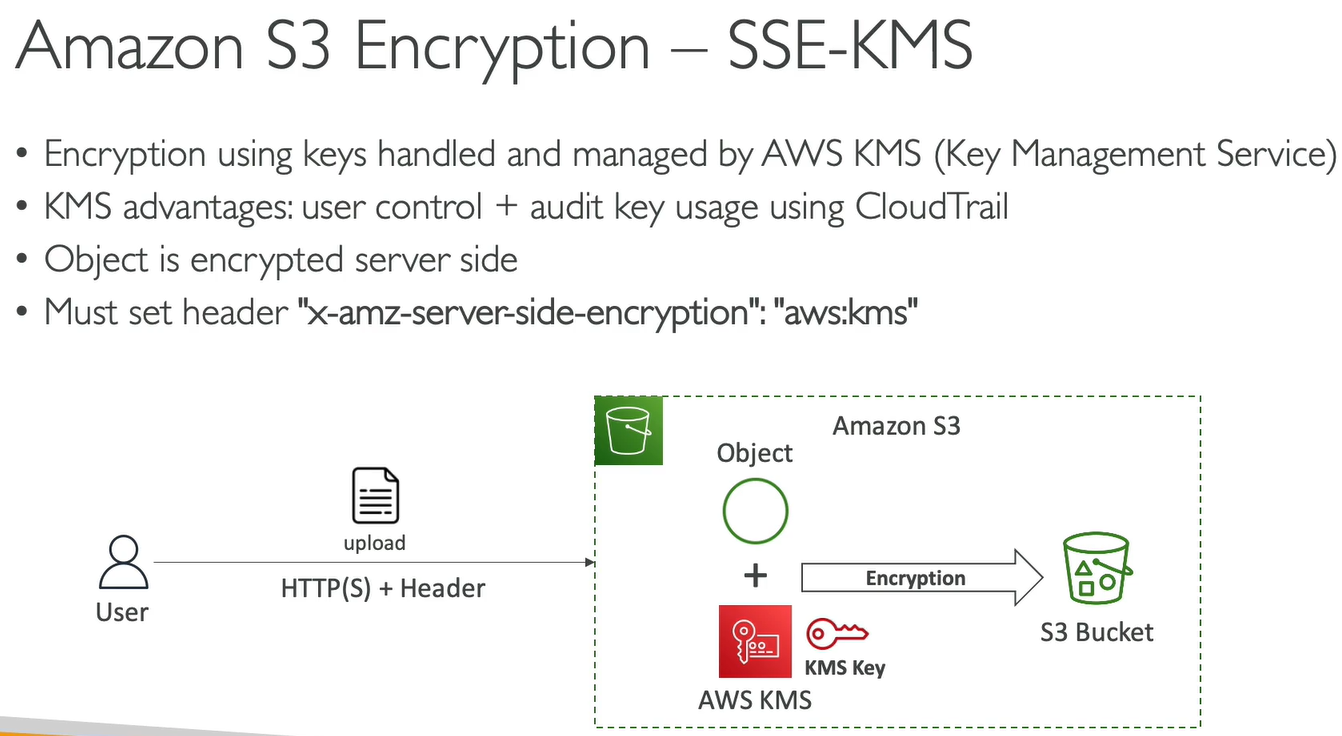 Amazon S3 Encryption – SSE-KMS
• Encryption using keys handled and managed by AWS KMS (Key Management Service)
• KMS advantages: user control + audit key usage using CloudTrail
• Object is encrypted server side
• Must set header "x-amz-server-side-encryption": "aws:kms"
Amazon S3
Object
upload
HTTP(S) + Header
User
+
Encryption
S3 Bucket
KMS Key
AWS KMS